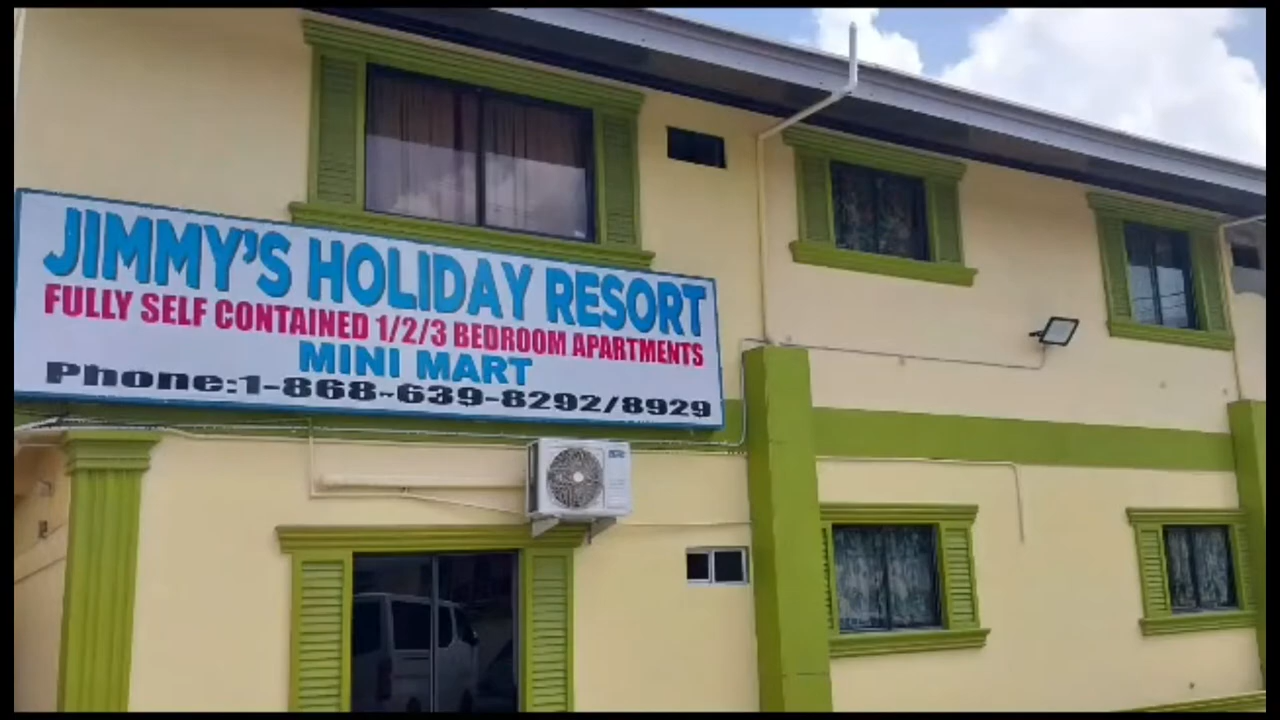 JIMMY'S HOLIDAY RESORT
FULLY SELF CONTAINED 1/2/3 BEDROOM APARTMENTS
MINI MART
Phone:1-868-639-8292/8929